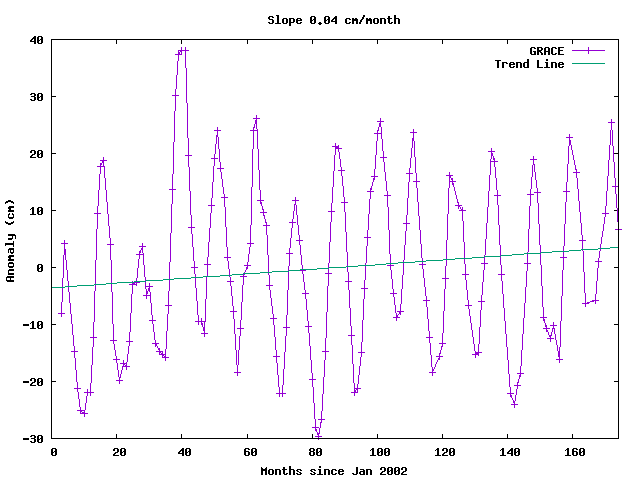 Slope 0.04 cm/month
GRACE
Trend Line
40
30
20
10
0
-10
-20
-30
Anomaly (cm)
0 20 40 60 80 100 120 140 160
Months since Jan 2002